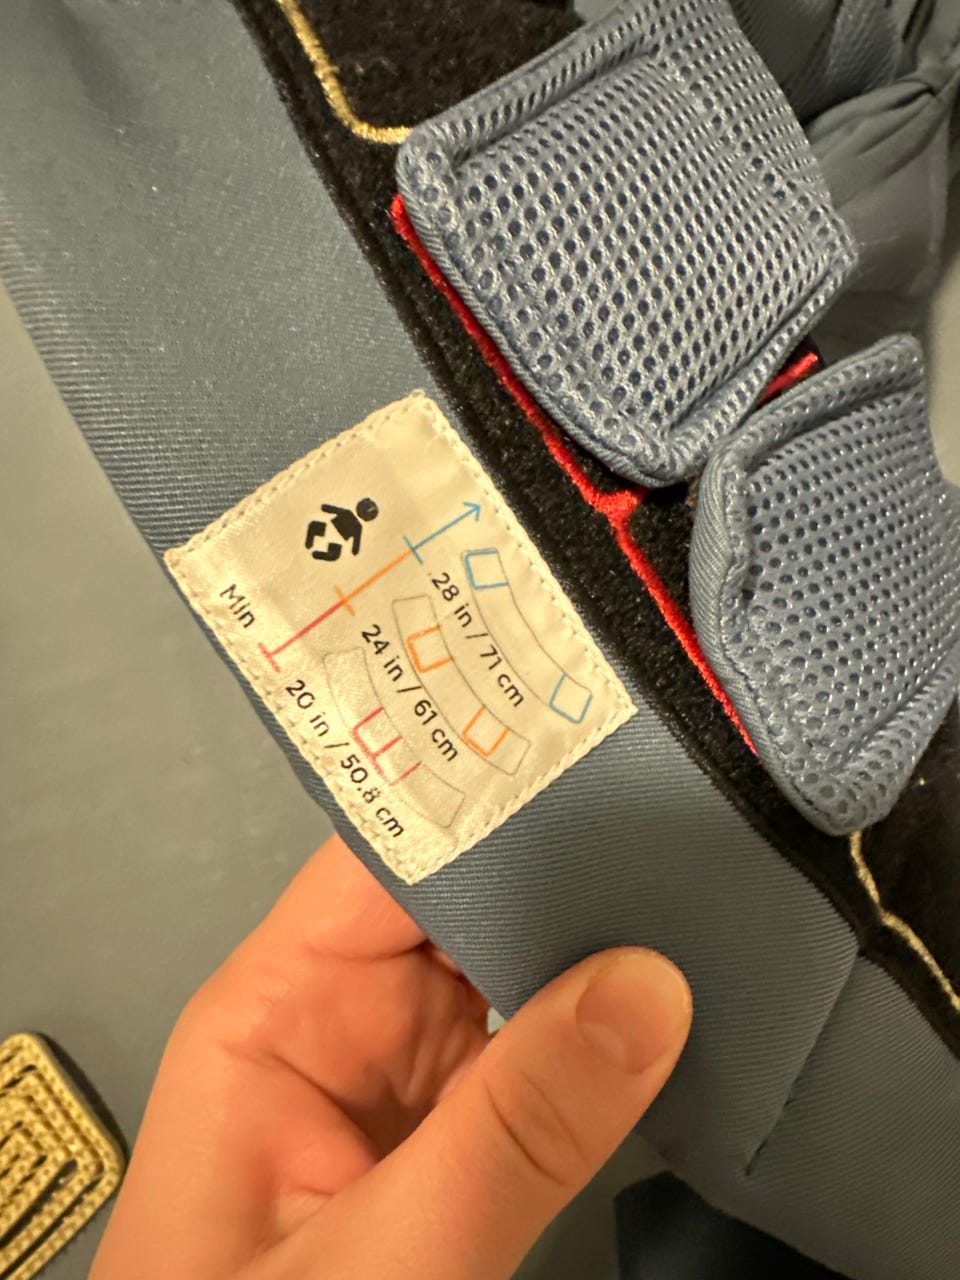 Min
20 in / 50.8 cm
24 in / 61 cm
28 in / 71 cm